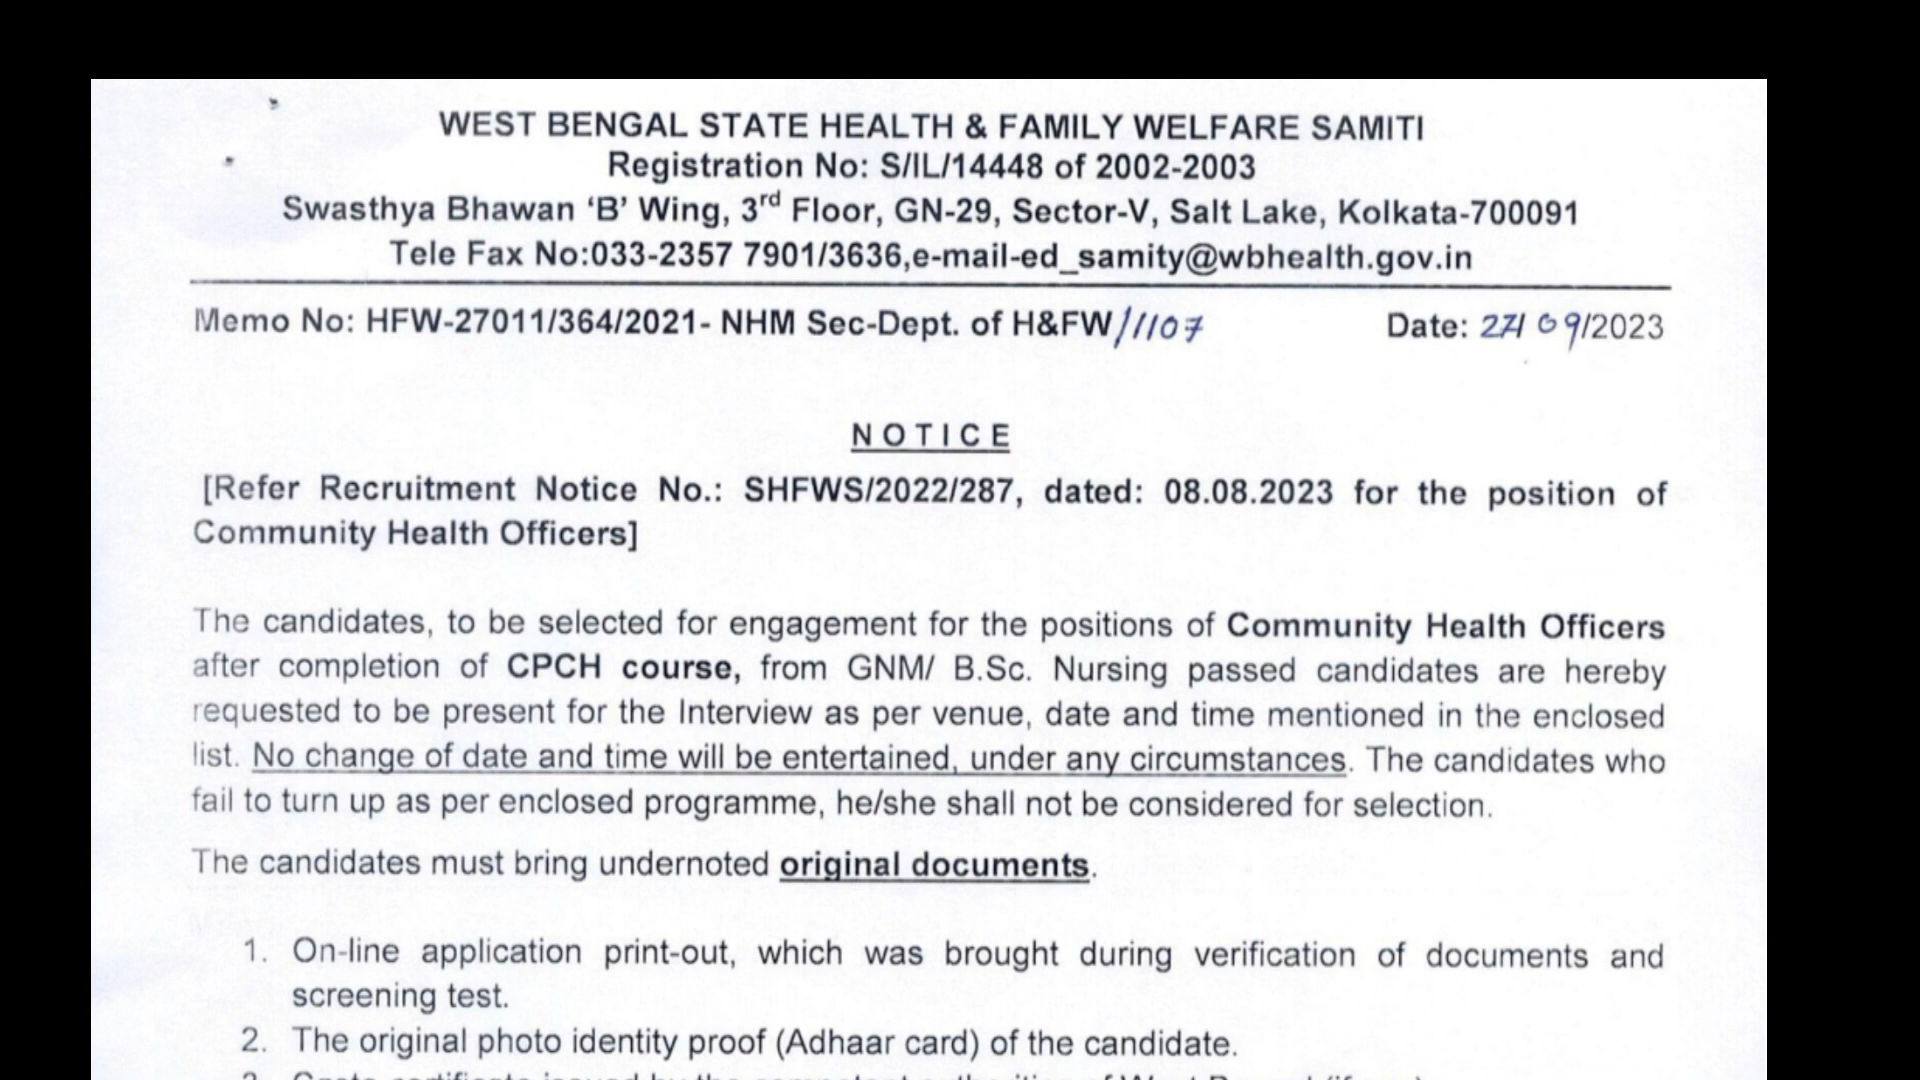 WEST BENGAL STATE HEALTH & FAMILY WELFARE SAMITI
Registration No: S/IL/14448 of 2002-2003
Swasthya Bhawan ‘B’ Wing, 3rd Floor, GN-29, Sector-V, Salt Lake, Kolkata-700091
Tele Fax No:033-2357 7901/3636,e-mail-ed_samity@wbhealth.gov.in
Memo No: HFW-27011/364/2021- NHM Sec-Dept. of H&FW/1107 Date: 27/09/2023
NOTICE
[Refer Recruitment Notice No.: SHFWS/2022/287, dated: 08.08.2023 for the position of
Community Health Officers]
The candidates, to be selected for engagement for the positions of Community Health Officers
after completion of CPCH course, from GNM/ B.Sc. Nursing passed candidates are hereby
requested to be present for the Interview as per venue, date and time mentioned in the enclosed
list. No change of date and time will be entertained, under any circumstances. The candidates who
fail to turn up as per enclosed programme, he/she shall not be considered for selection.
The candidates must bring undernoted original documents.
1. On-line application print-out, which was brought during verification of documents and
screening test.
2. The original photo identity proof (Adhaar card) of the candidate.